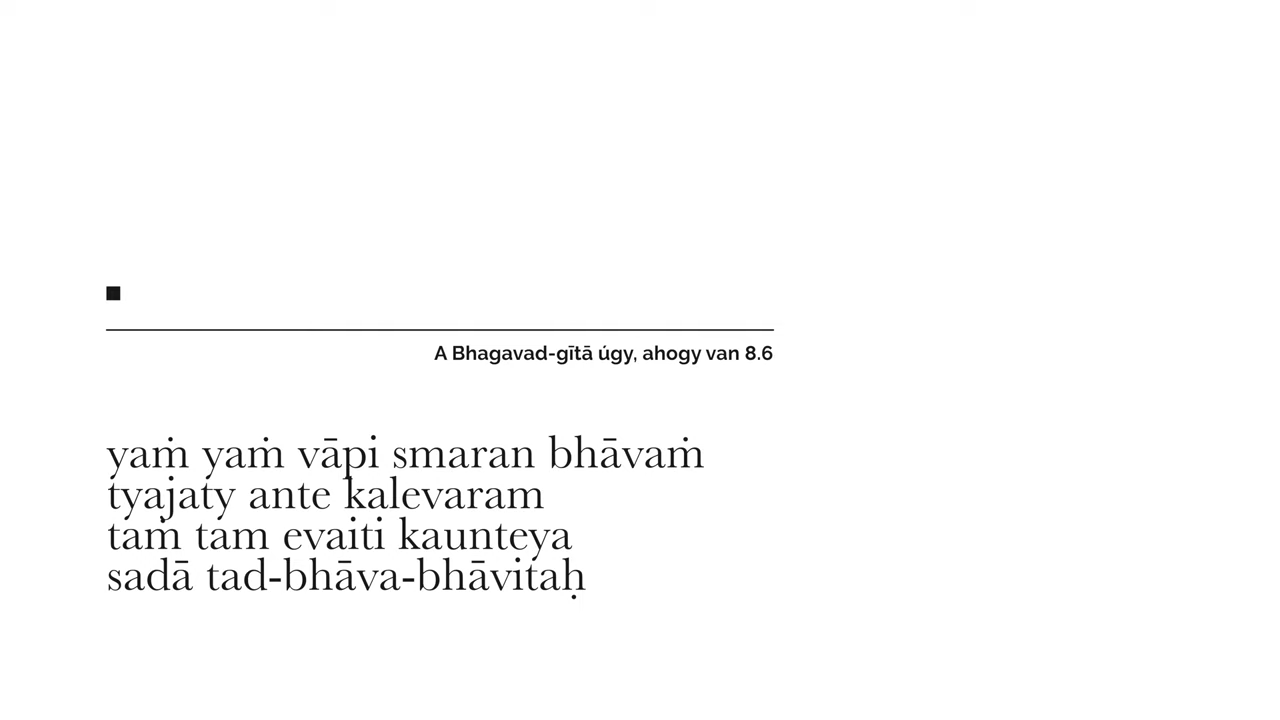 A Bhagavad-gītā úgy, ahogy van 8.6
yaṁ yaṁ vāpi smaran bhāvaṁ
tyajaty ante kalevaram
taṁ tam evaiti kaunteya
sadā tad-bhāva-bhāvitaḥ